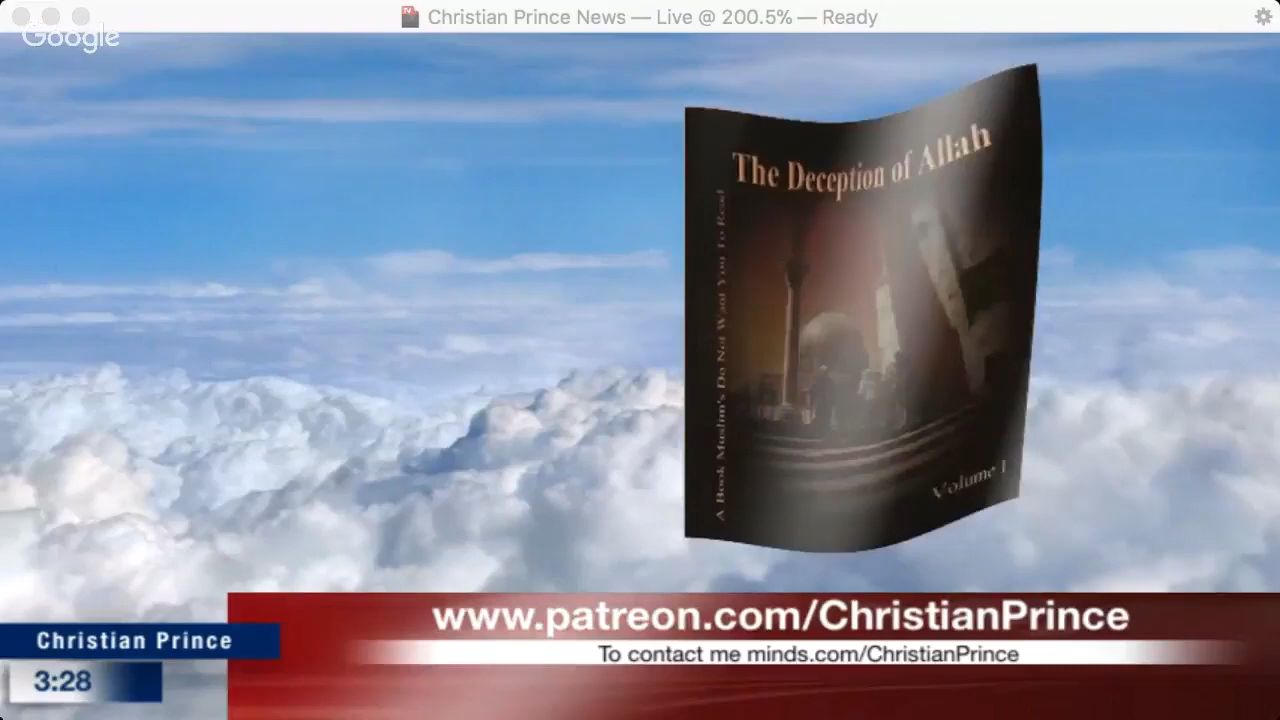 Christian Prince News — Live @ 200.5% — Ready
Google
The Deception of Allah
A Book Muslim's Do Not Want You To Read
Volume I
www.patreon.com/ChristianPrince
To contact me minds.com/ChristianPrince
Christian Prince
3:28